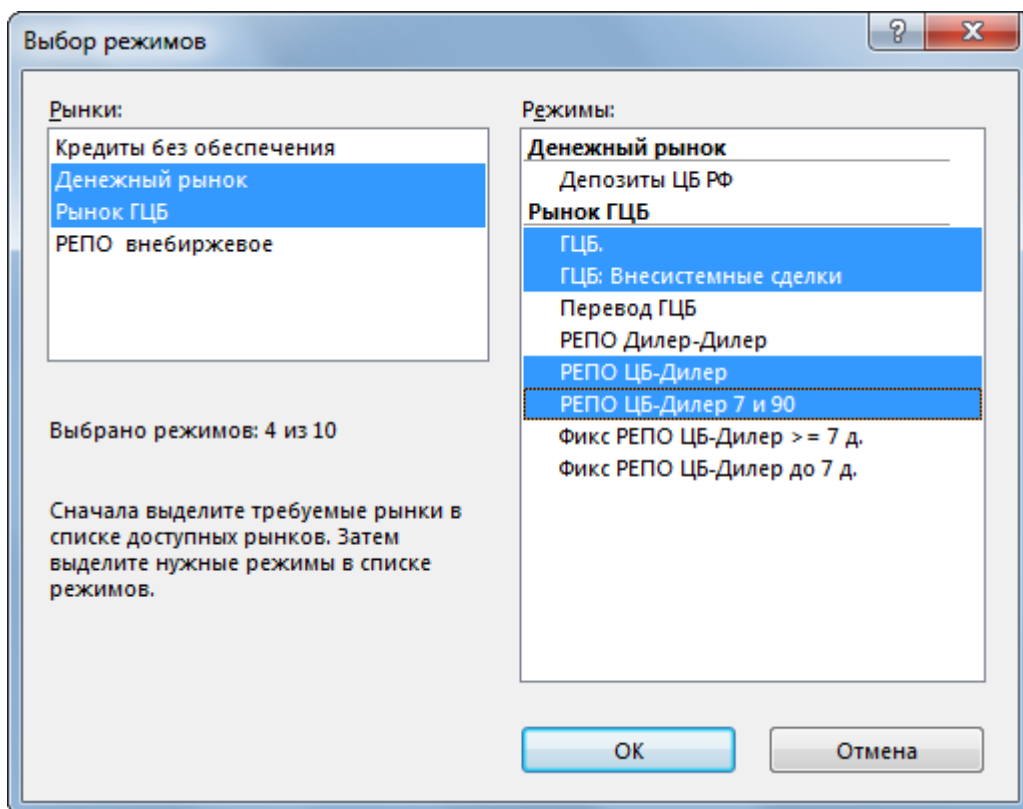 Выбор режимов
Рынки:
Кредиты без обеспечения
Денежный рынок
Рынок ГЦБ
РЕПО  внебиржевое
Выбрано режимов: 4 из 10
Сначала выделите требуемые рынки в
списке доступных рынков. Затем
выделите нужные режимы в списке
режимов.
Режимы:
Денежный рынок
Депозиты ЦБ РФ
Рынок ГЦБ
ГЦБ.
ГЦБ: Внесистемные сделки
Перевод ГЦБ
РЕПО Дилер-Дилер
РЕПО ЦБ-Дилер
РЕПО ЦБ-Дилер 7 и 90
Фикс РЕПО ЦБ-Дилер >= 7 д.
Фикс РЕПО ЦБ-Дилер до 7 д.
ОК
Отмена